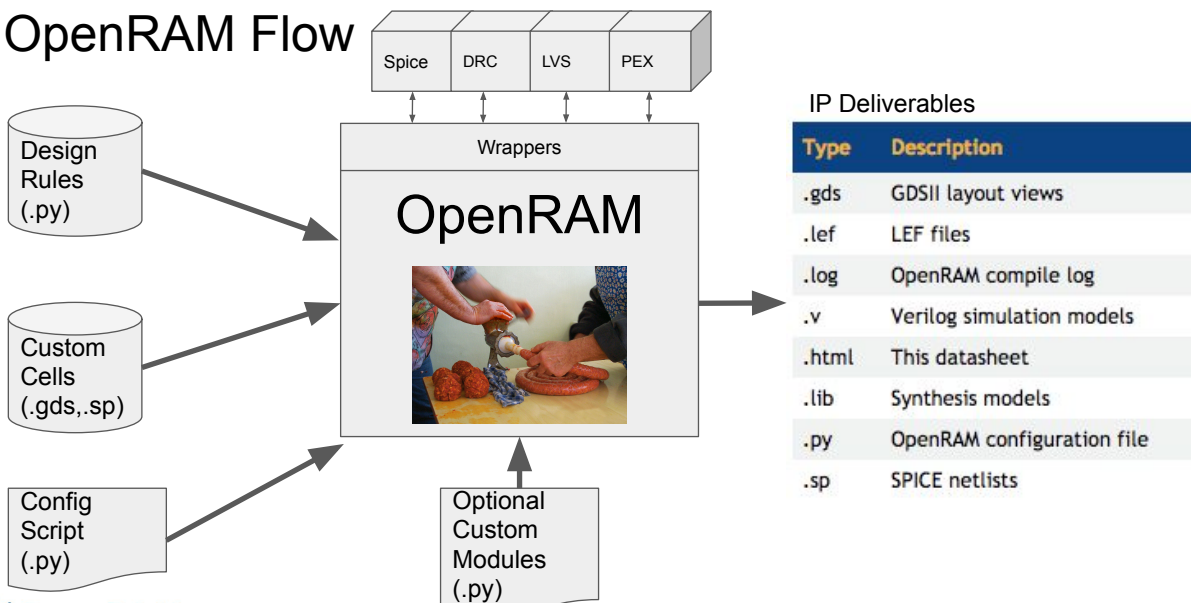 OpenRAM Flow
Spice
DRC
LVS
PEX
Wrappers
OpenRAM
Design
Rules
(.py)
Custom
Cells
(.gds,.sp)
Config
Script
(.py)
Optional
Custom
Modules
(.py)
IP Deliverables
Type Description
.gds GDSII layout views
.lef LEF files
.log OpenRAM compile log
.v Verilog simulation models
.html This datasheet
.lib Synthesis models
.py OpenRAM configuration file
.sp SPICE netlists